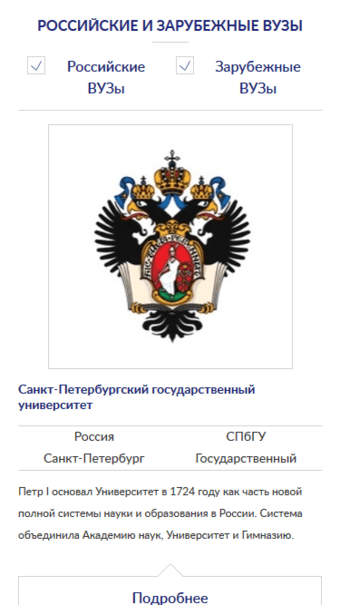 РОССИЙСКИЕ И ЗАРУБЕЖНЫЕ ВУЗЫ
Российские
ВУЗы
Зарубежные
ВУЗы
Санкт-Петербургский государственный
университет
Россия
СПбГУ
Санкт-Петербург
Государственный
Петр I основал Университет в 1724 году как часть новой
полной системы науки и образования в России. Система
объединила Академию наук, Университет и Гимназию.
Подробнее